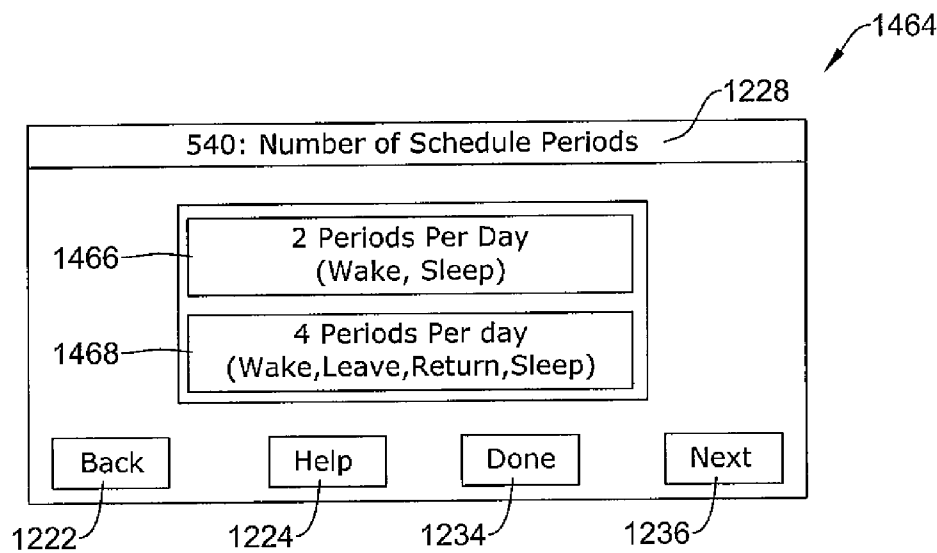 1464
1228
540: Number of Schedule Periods
1466
2 Periods Per Day
(Wake, Sleep)
1468
4 Periods Per day
(Wake,Leave,Return,Sleep)
Back
Help
Done
Next
1222
1224
1234
1236